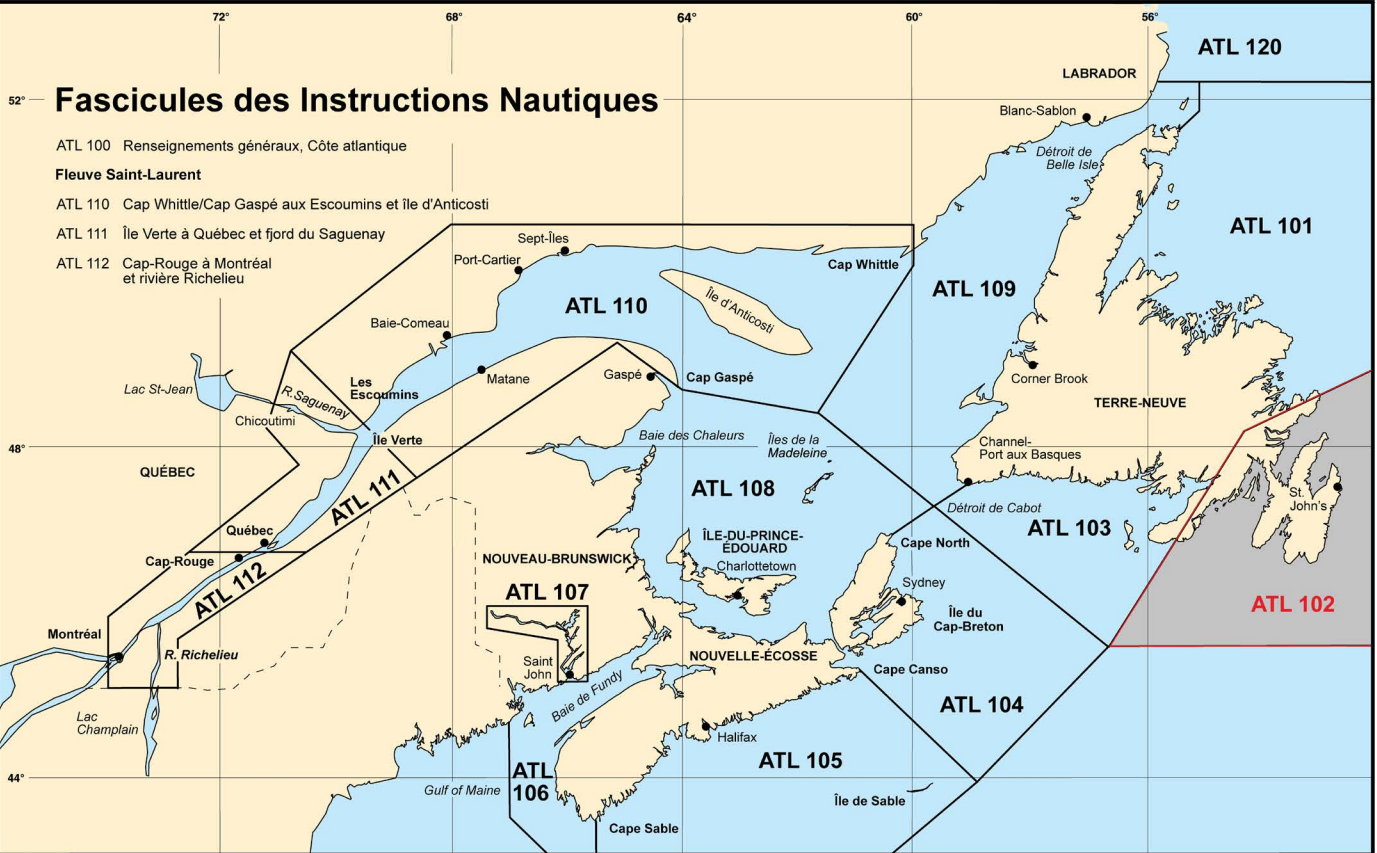 72° 68° 64° 60° 56°
ATL 120
LABRADOR
52°
Fascicules des Instructions Nautiques
Blanc-Sablon
ATL 100 Renseignements généraux, Côte atlantique
Détroit de
Belle Isle
Fleuve Saint-Laurent
ATL 110 Cap Whittle/Cap Gaspé aux Escoumins et île d'Anticosti
ATL 101
ATL 111 Île Verte à Québec et fjord du Saguenay
ATL 112 Cap-Rouge à Montréal
et rivière Richelieu
Sept-Îles
Port-Cartier
Cap Whittle
ATL 109
ATL 110
Île d'Anticosti
Baie-Comeau
Matane
Gaspé
Cap Gaspé
Corner Brook
Lac St-Jean
R.Saguenay
Les
Escoumins
TERRE-NEUVE
Chicoutimi
Île Verte
Baie des Chaleurs
Îles de la
Madeleine
Channel-
Port aux Basques
48°
QUÉBEC
ATL 111
ATL 108
St.
John's
Détroit de Cabot
ATL 103
Québec
Cap-Rouge
ÎLE-DU-PRINCE-
ÉDOUARD
Charlottetown
Cape North
NOUVEAU-BRUNSWICK
ATL 112
ATL 107
Sydney
ATL 102
Île du
Cap-Breton
Montréal
R. Richelieu
Saint
John
NOUVELLE-ÉCOSSE
Cape Canso
Baie de Fundy
Lac
Champlain
ATL 104
Halifax
ATL 105
44°
Gulf of Maine
ATL
106
Île de Sable
Cape Sable